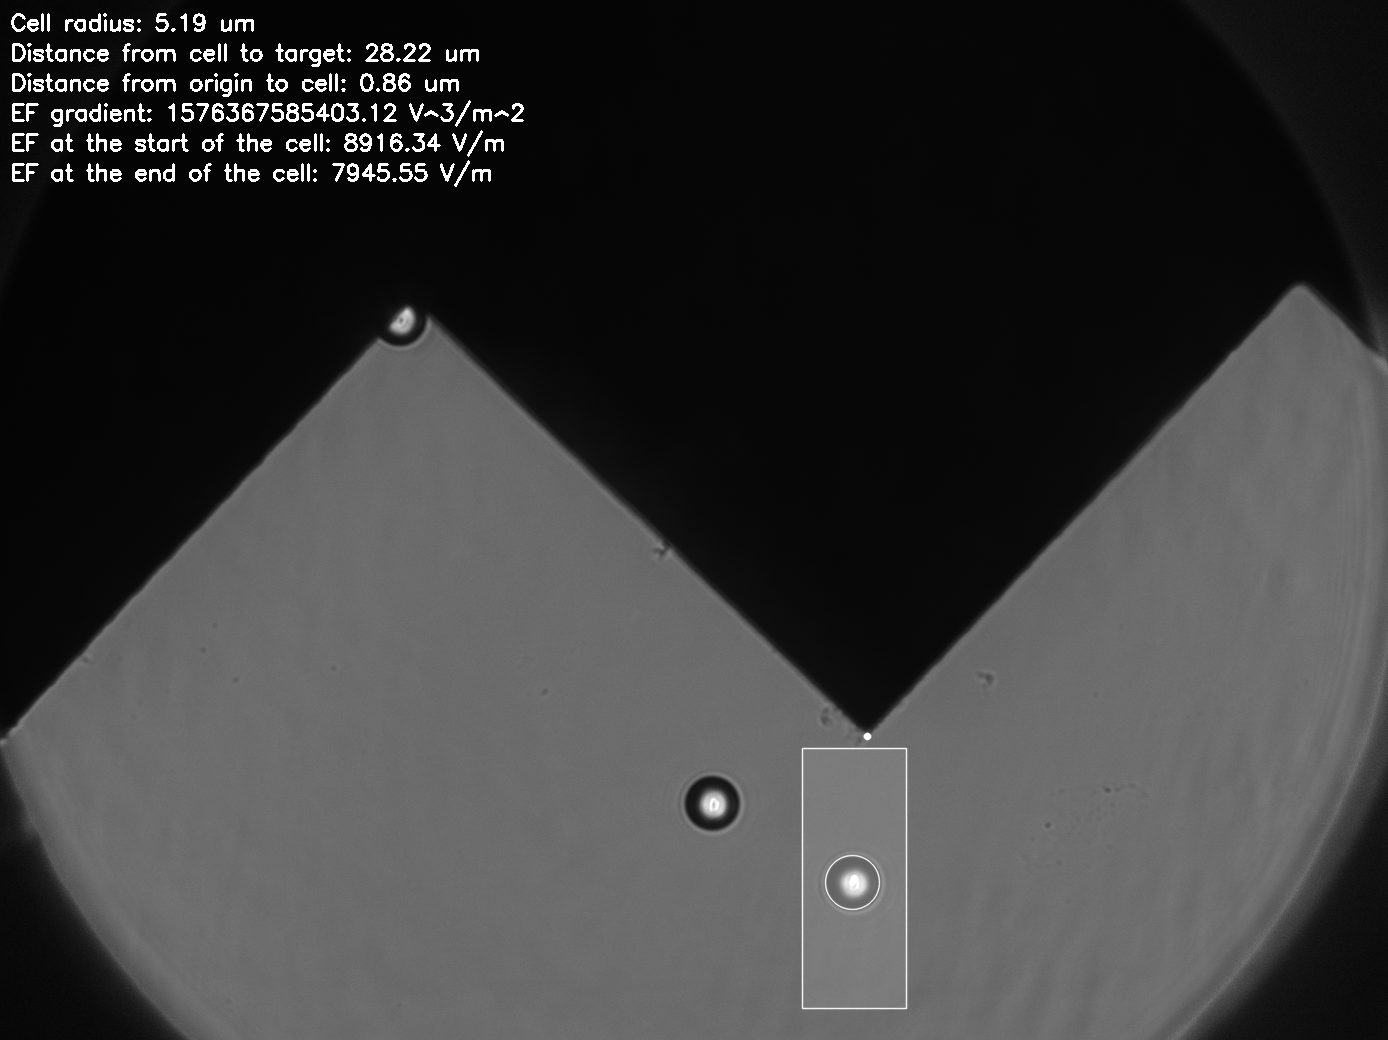 Cell radius: 5.19 um
Distance from cell to target: 28.22 um
Distance from origin to cell: 0.86 um
EF gradient: 1576367585403.12 V^3/m^2
EF at the start of the cell: 8916.34 V/m
EF at the end of the cell: 7945.55 V/m